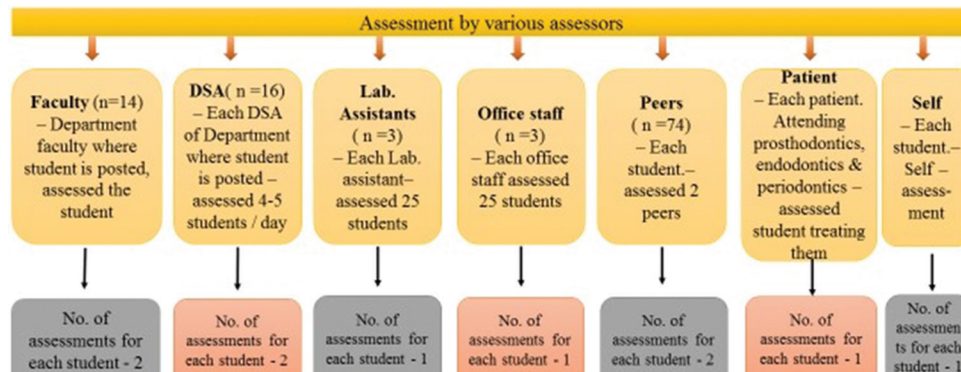 Assessment by various assessors
Faculty (n=14)
– Department
faculty where
student is posted,
assessed the
student
DSA( n =16)
– Each DSA
of Department
where student
is posted –
assessed 4-5
students / day
Lab.
Assistants
( n =3)
– Each Lab.
assistant–
assessed 25
students
Office staff
( n =3)
– Each office
staff assessed
25 students
Peers
( n =74)
– Each
student.–
assessed 2
peers
Patient
– Each patient.
Attending
prosthodontics,
endodontics &
periodontics –
assessed
student treating
them
Self
– Each
student.–
Self –
assess-
ment
No. of
assessments for
each student - 2
No. of
assessments for
each student - 2
No. of
assessments for
each student - 1
No. of
assessments for
each student - 1
No. of
assessments for
each student - 2
No. of
assessments for
each student - 1
No. of
assessmen
ts for each
student - 1